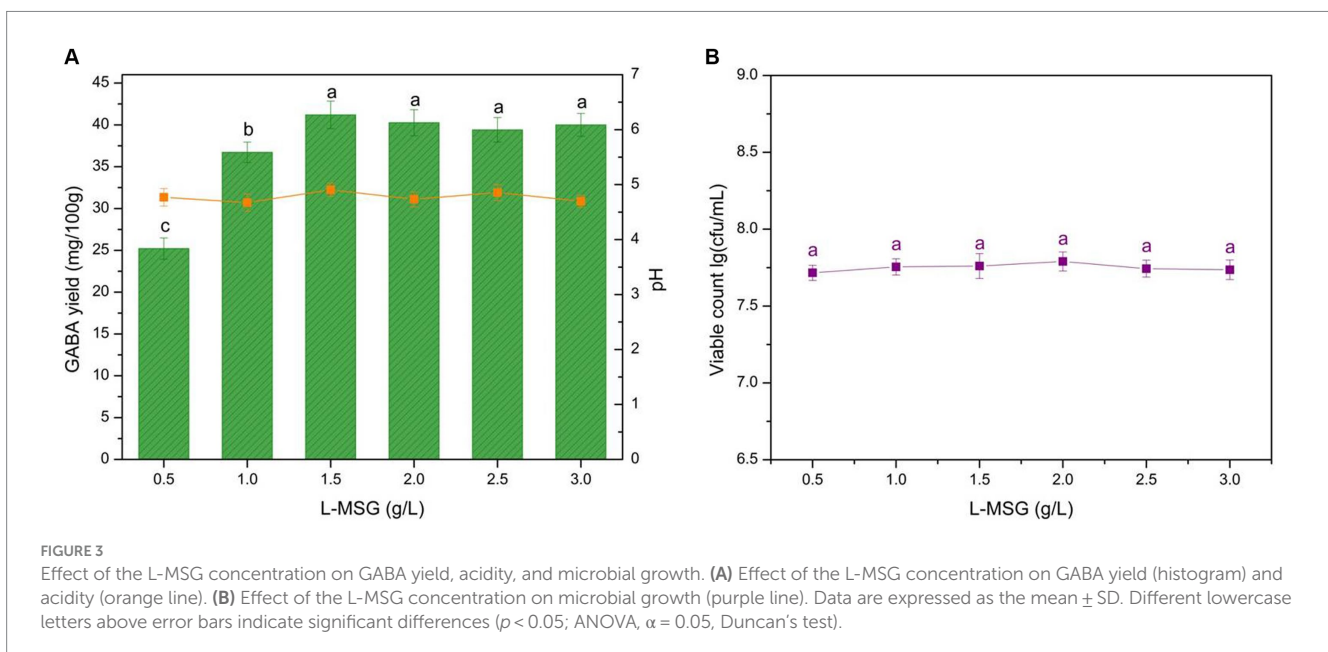 A
45
40
35
30
25
20
15
10
5
0
GABA yield (mg/100g)
c
b
a
a
a
a
7
6
5
4
3
2
1
0
pH
0.5 1.0 1.5 2.0 2.5 3.0
L-MSG (g/L)
B
9.0
8.5
8.0
7.5
7.0
6.5
Viable count lg(cfu/mL)
a a a a a a
0.5 1.0 1.5 2.0 2.5 3.0
L-MSG (g/L)
FIGURE 3
Effect of the L-MSG concentration on GABA yield, acidity, and microbial growth. (A) Effect of the L-MSG concentration on GABA yield (histogram) and
acidity (orange line). (B) Effect of the L-MSG concentration on microbial growth (purple line). Data are expressed as the mean ± SD. Different lowercase
letters above error bars indicate significant differences (p < 0.05; ANOVA, α = 0.05, Duncan's test).